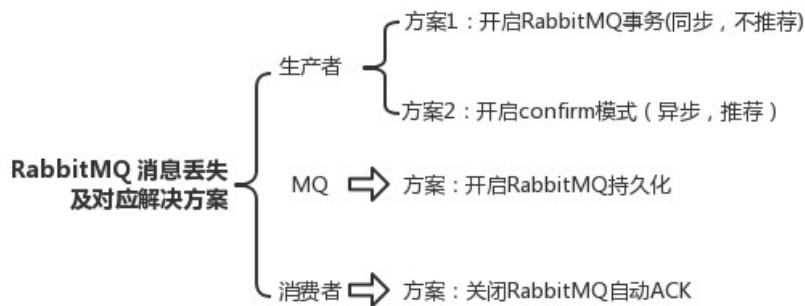 方案1：开启RabbitMQ事务(同步，不推荐)
生产者
方案2：开启confirm模式（异步，推荐）
RabbitMQ 消息丢失
及对应解决方案
MQ
方案：开启RabbitMQ持久化
消费者
方案：关闭RabbitMQ自动ACK